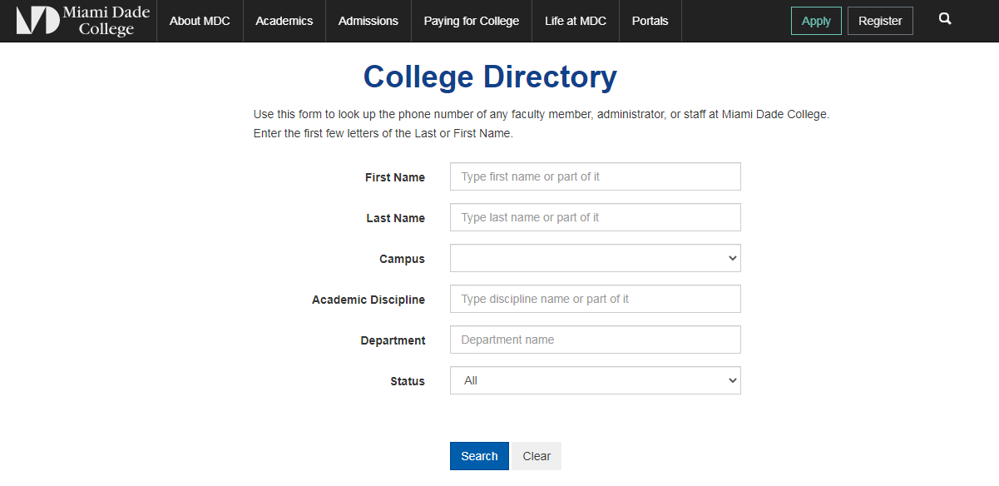 Miami Dade
College
About MDC
Academics
Admissions
Paying for College
Life at MDC
Portals
Apply
Register
College Directory
Use this form to look up the phone number of any faculty member, administrator, or staff at Miami Dade College.
Enter the first few letters of the Last or First Name.
First Name
Type first name or part of it
Last Name
Type last name or part of it
Campus
Academic Discipline
Type discipline name or part of it
Department
Department name
Status
All
Search
Clear